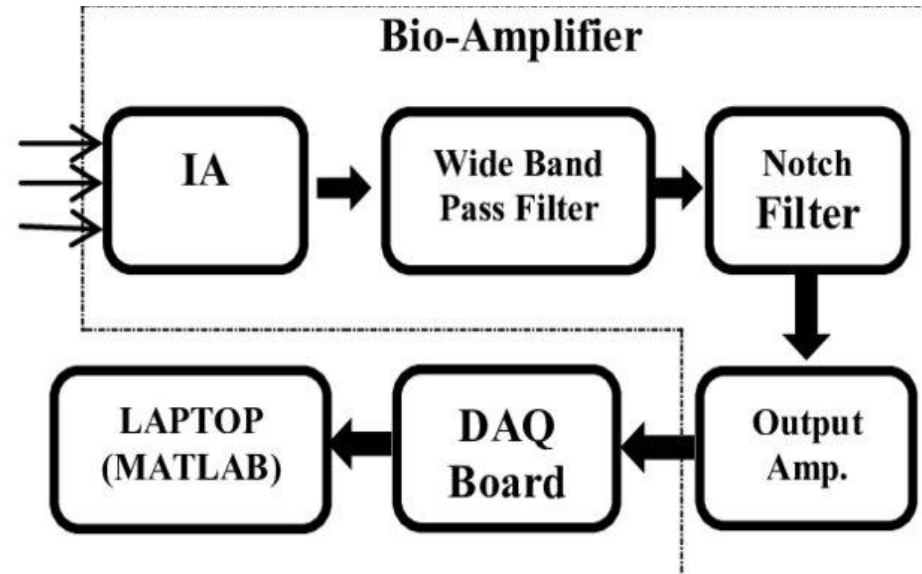 Bio-Amplifier
IA
Wide Band
Pass Filter
Notch
Filter
LAPTOP
(MATLAB)
DAQ
Board
Output
Amp.